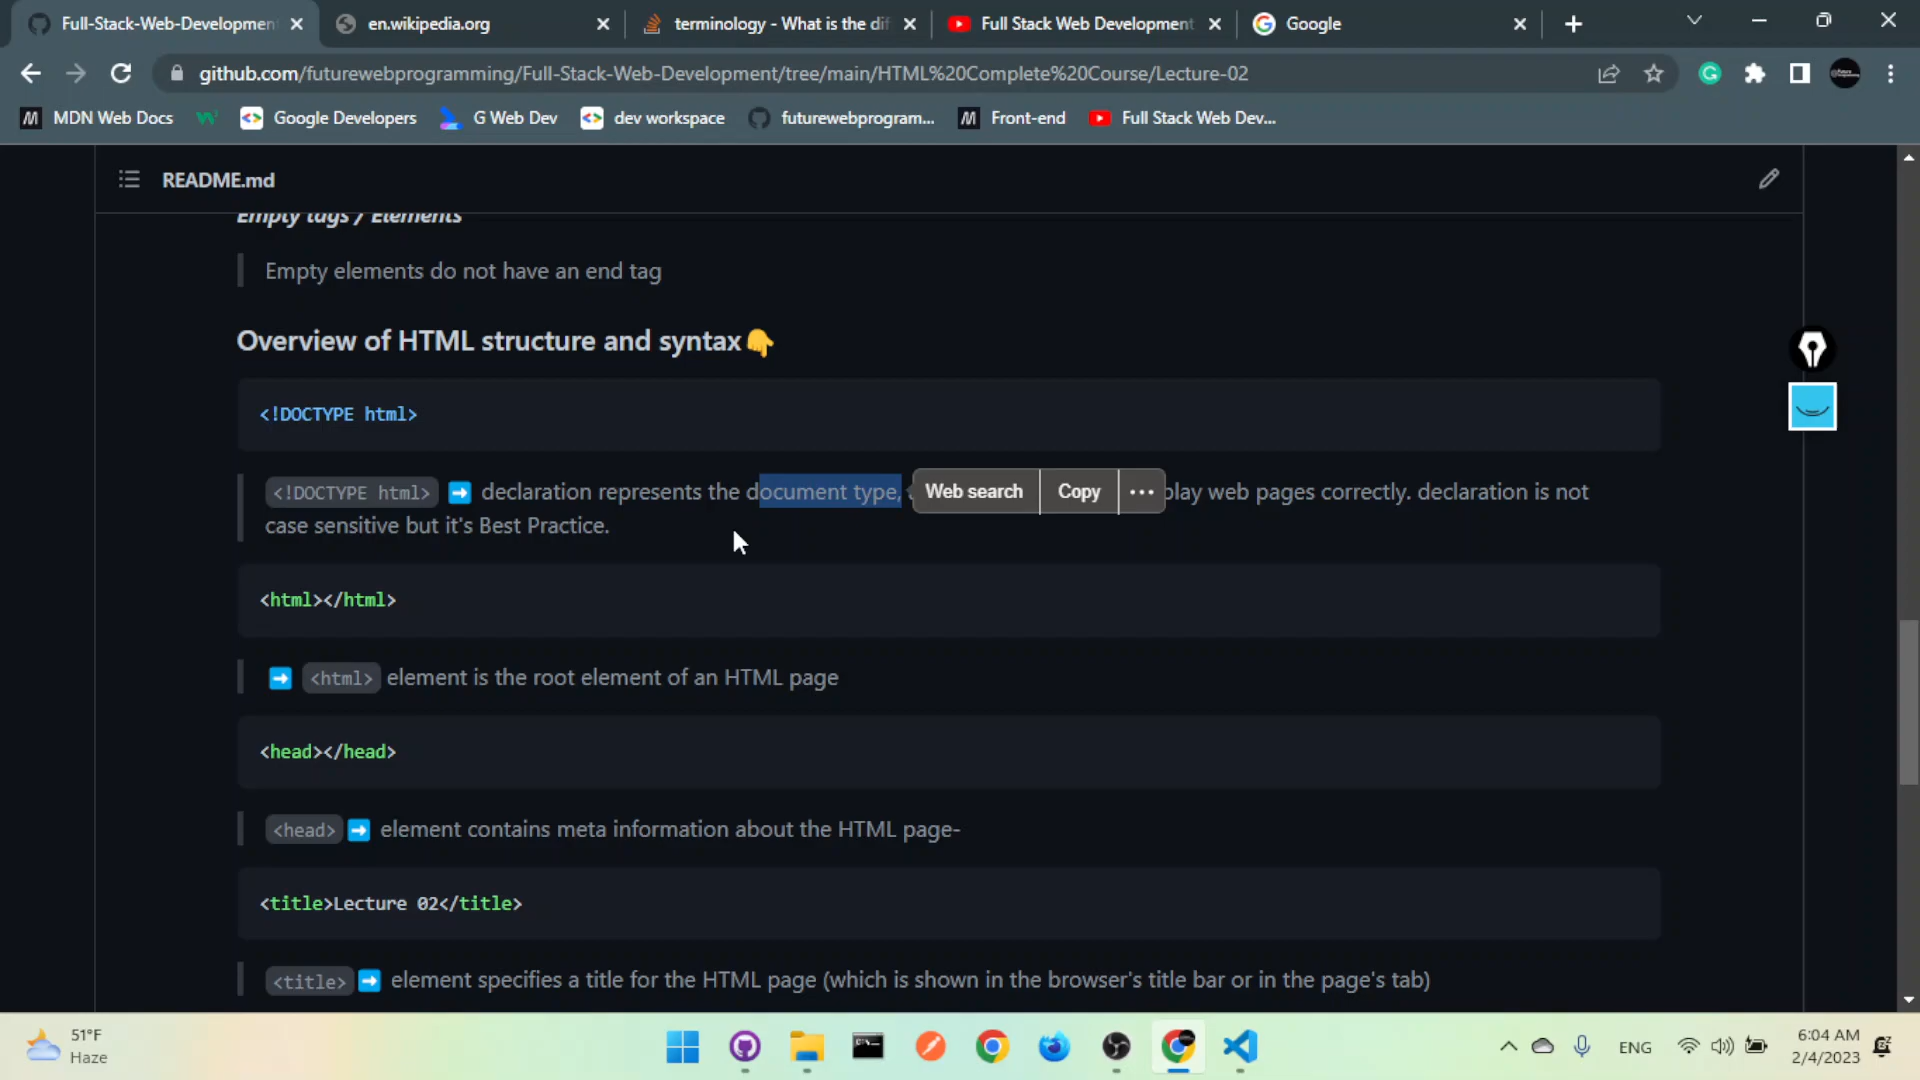 Full-Stack-Web-Developmen
en.wikipedia.org
terminology - What is the dif
Full Stack Web Development
Google
github.com/futurewebprogramming/Full-Stack-Web-Development/tree/main/HTML%20Complete%20Course/Lecture-02
MDN Web Docs
Google Developers
G Web Dev
dev workspace
futurewebprogram...
Front-end
Full Stack Web Dev...
README.md
Empty tags / Elements
Empty elements do not have an end tag
Overview of HTML structure and syntax
<!DOCTYPE html>
<!DOCTYPE html> ➡ declaration represents the document type, Web search Copy ... play web pages correctly. declaration is not
case sensitive but it's Best Practice.
<html></html>
➡ <html> element is the root element of an HTML page
<head></head>
<head> ➡ element contains meta information about the HTML page-
<title>Lecture 02</title>
<title> ➡ element specifies a title for the HTML page (which is shown in the browser's title bar or in the page's tab)
51°F
Haze
ENG
6:04 AM
2/4/2023